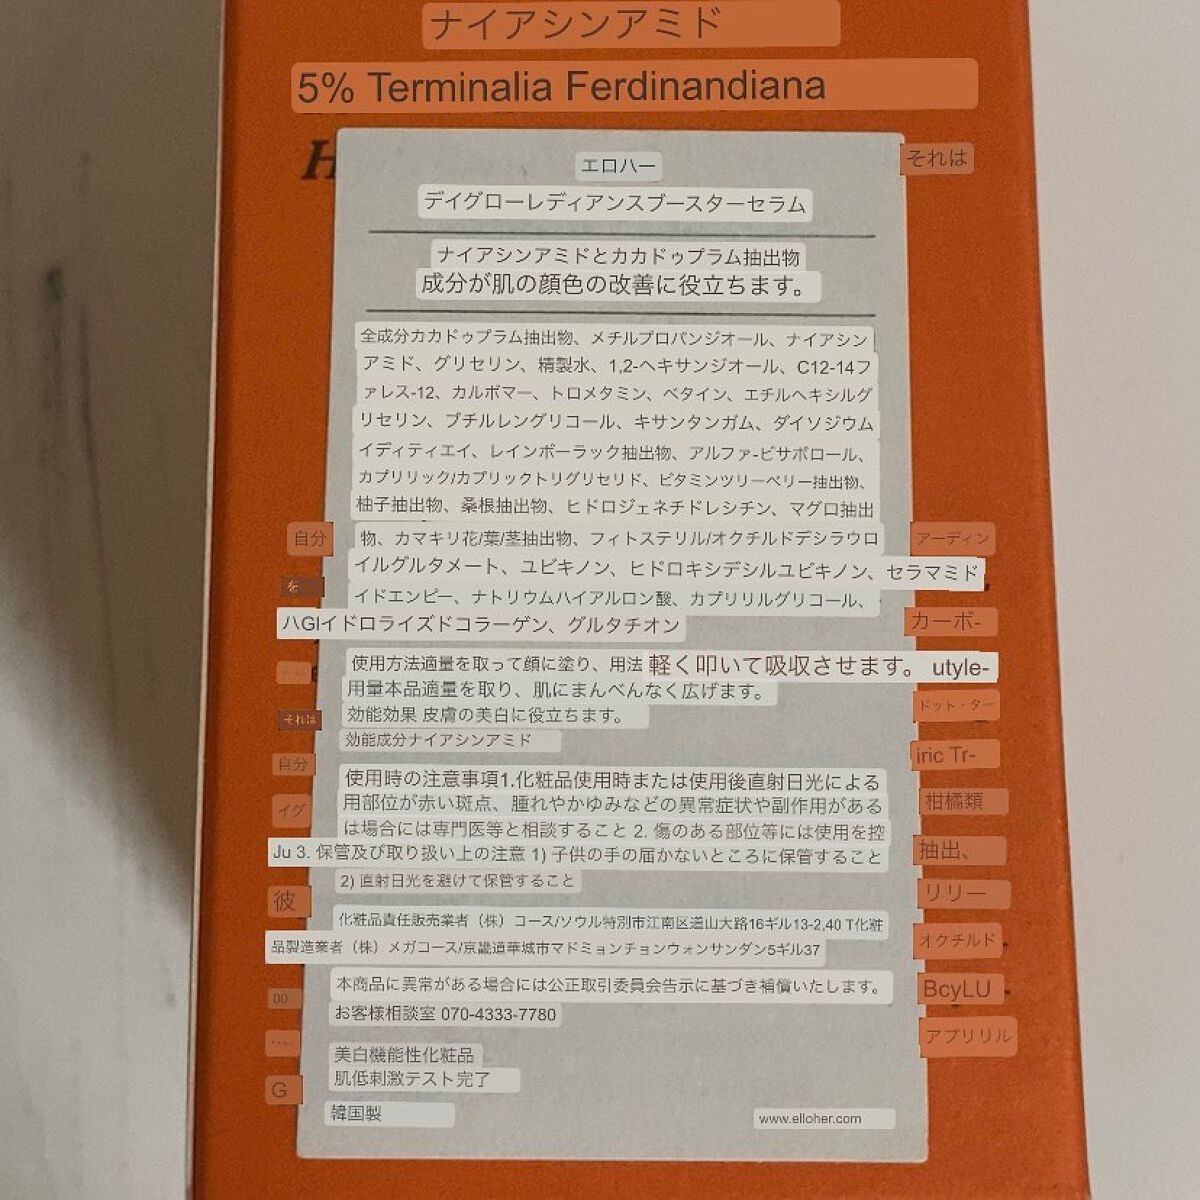 ナイアシンアミド
5% Terminalia Ferdinandiana
H
エロハー
それは
デイグローレディアンスブースターセラム
ナイアシンアミドとカカドゥプラム抽出物
成分が肌の顔色の改善に役立ちます。
全成分カカドゥプラム抽出物、メチルプロパンジオール、ナイアシン
アミド、グリセリン、精製水、1,2-ヘキサンジオール、C12-14フ
ァレス-12、カルボマー、トロメタミン、ベタイン、エチルヘキシルグ
リセリン、ブチルレングリコール、キサンタンガム、ダイソジウム
イディティエイ、レインボーラック抽出物、アルファ-ビサボロール、
カプリリック/カプリックトリグリセリド、ビタミンツリーベリー抽出物、
柚子抽出物、桑根抽出物、ヒドロジェネチドレシチン、マグロ抽出
自分 物、カマキリ花/葉/茎抽出物、フィトステリル/オクチルドデシラウロ アーディン
を イルグルタメート、ユビキノン、ヒドロキシデシルユビキノン、セラマミド
イドエンピー、ナトリウムハイアルロン酸、カプリリルグリコール、
ハGIイドロライズドコラーゲン、グルタチオン カーボ-
使用方法適量を取って顔に塗り、用法 軽く叩いて吸収させます。 utyle-
用量本品適量を取り、肌にまんべんなく広げます。
それは 効能効果 皮膚の美白に役立ちます。 ドット・ター
効能成分ナイアシンアミド
自分 iric Tr-
使用時の注意事項1.化粧品使用時または使用後直射日光による
イグ 用部位が赤い斑点、腫れやかゆみなどの異常症状や副作用がある 柑橘類
は場合には専門医等と相談すること 2. 傷のある部位等には使用を控
Ju 3. 保管及び取り扱い上の注意 1) 子供の手の届かないところに保管すること 抽出、
2) 直射日光を避けて保管すること
彼 リリー
化粧品責任販売業者（株）コース/ソウル特別市江南区道山大路16ギル13-2,40 T化粧
品製造業者（株）メガコース/京畿道華城市マドミョンチョンウォンサンダン5ギル37 オクチルド
本商品に異常がある場合には公正取引委員会告示に基づき補償いたします。 BcyLU
00 お客様相談室 070-4333-7780
アブリリル
美白機能性化粧品
G 肌低刺激テスト完了
韓国製 www.elloher.com